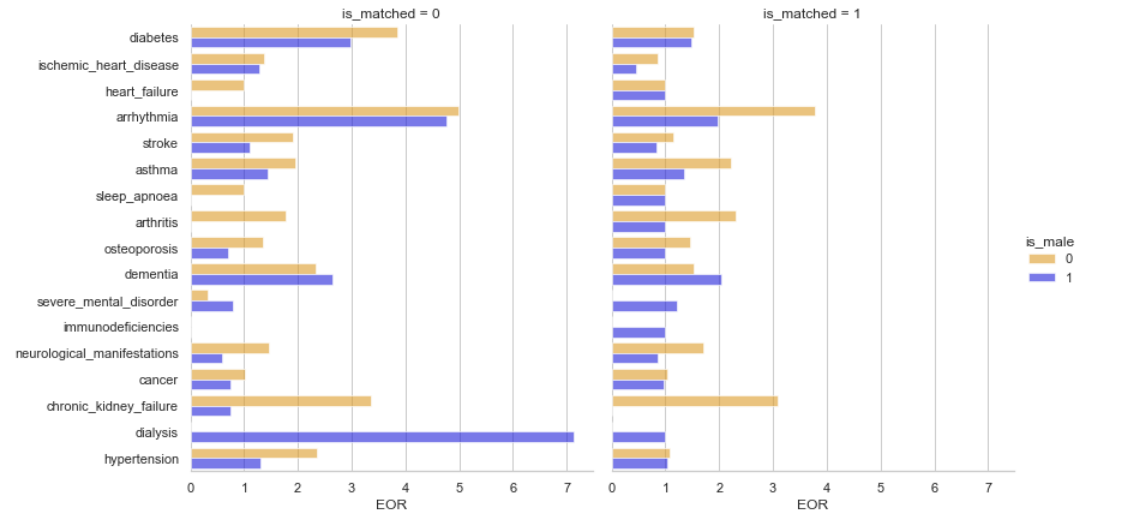 is_matched = 0
is_matched = 1
diabetes
ischemic_heart_disease
heart_failure
arrhythmia
stroke
asthma
sleep_apnoea
arthritis
osteoporosis
dementia
severe_mental_disorder
immunodeficiencies
neurological_manifestations
cancer
chronic_kidney_failure
dialysis
hypertension
0 1 2 3 4 5 6 7
EOR
0 1 2 3 4 5 6 7
EOR
is_male
0
1